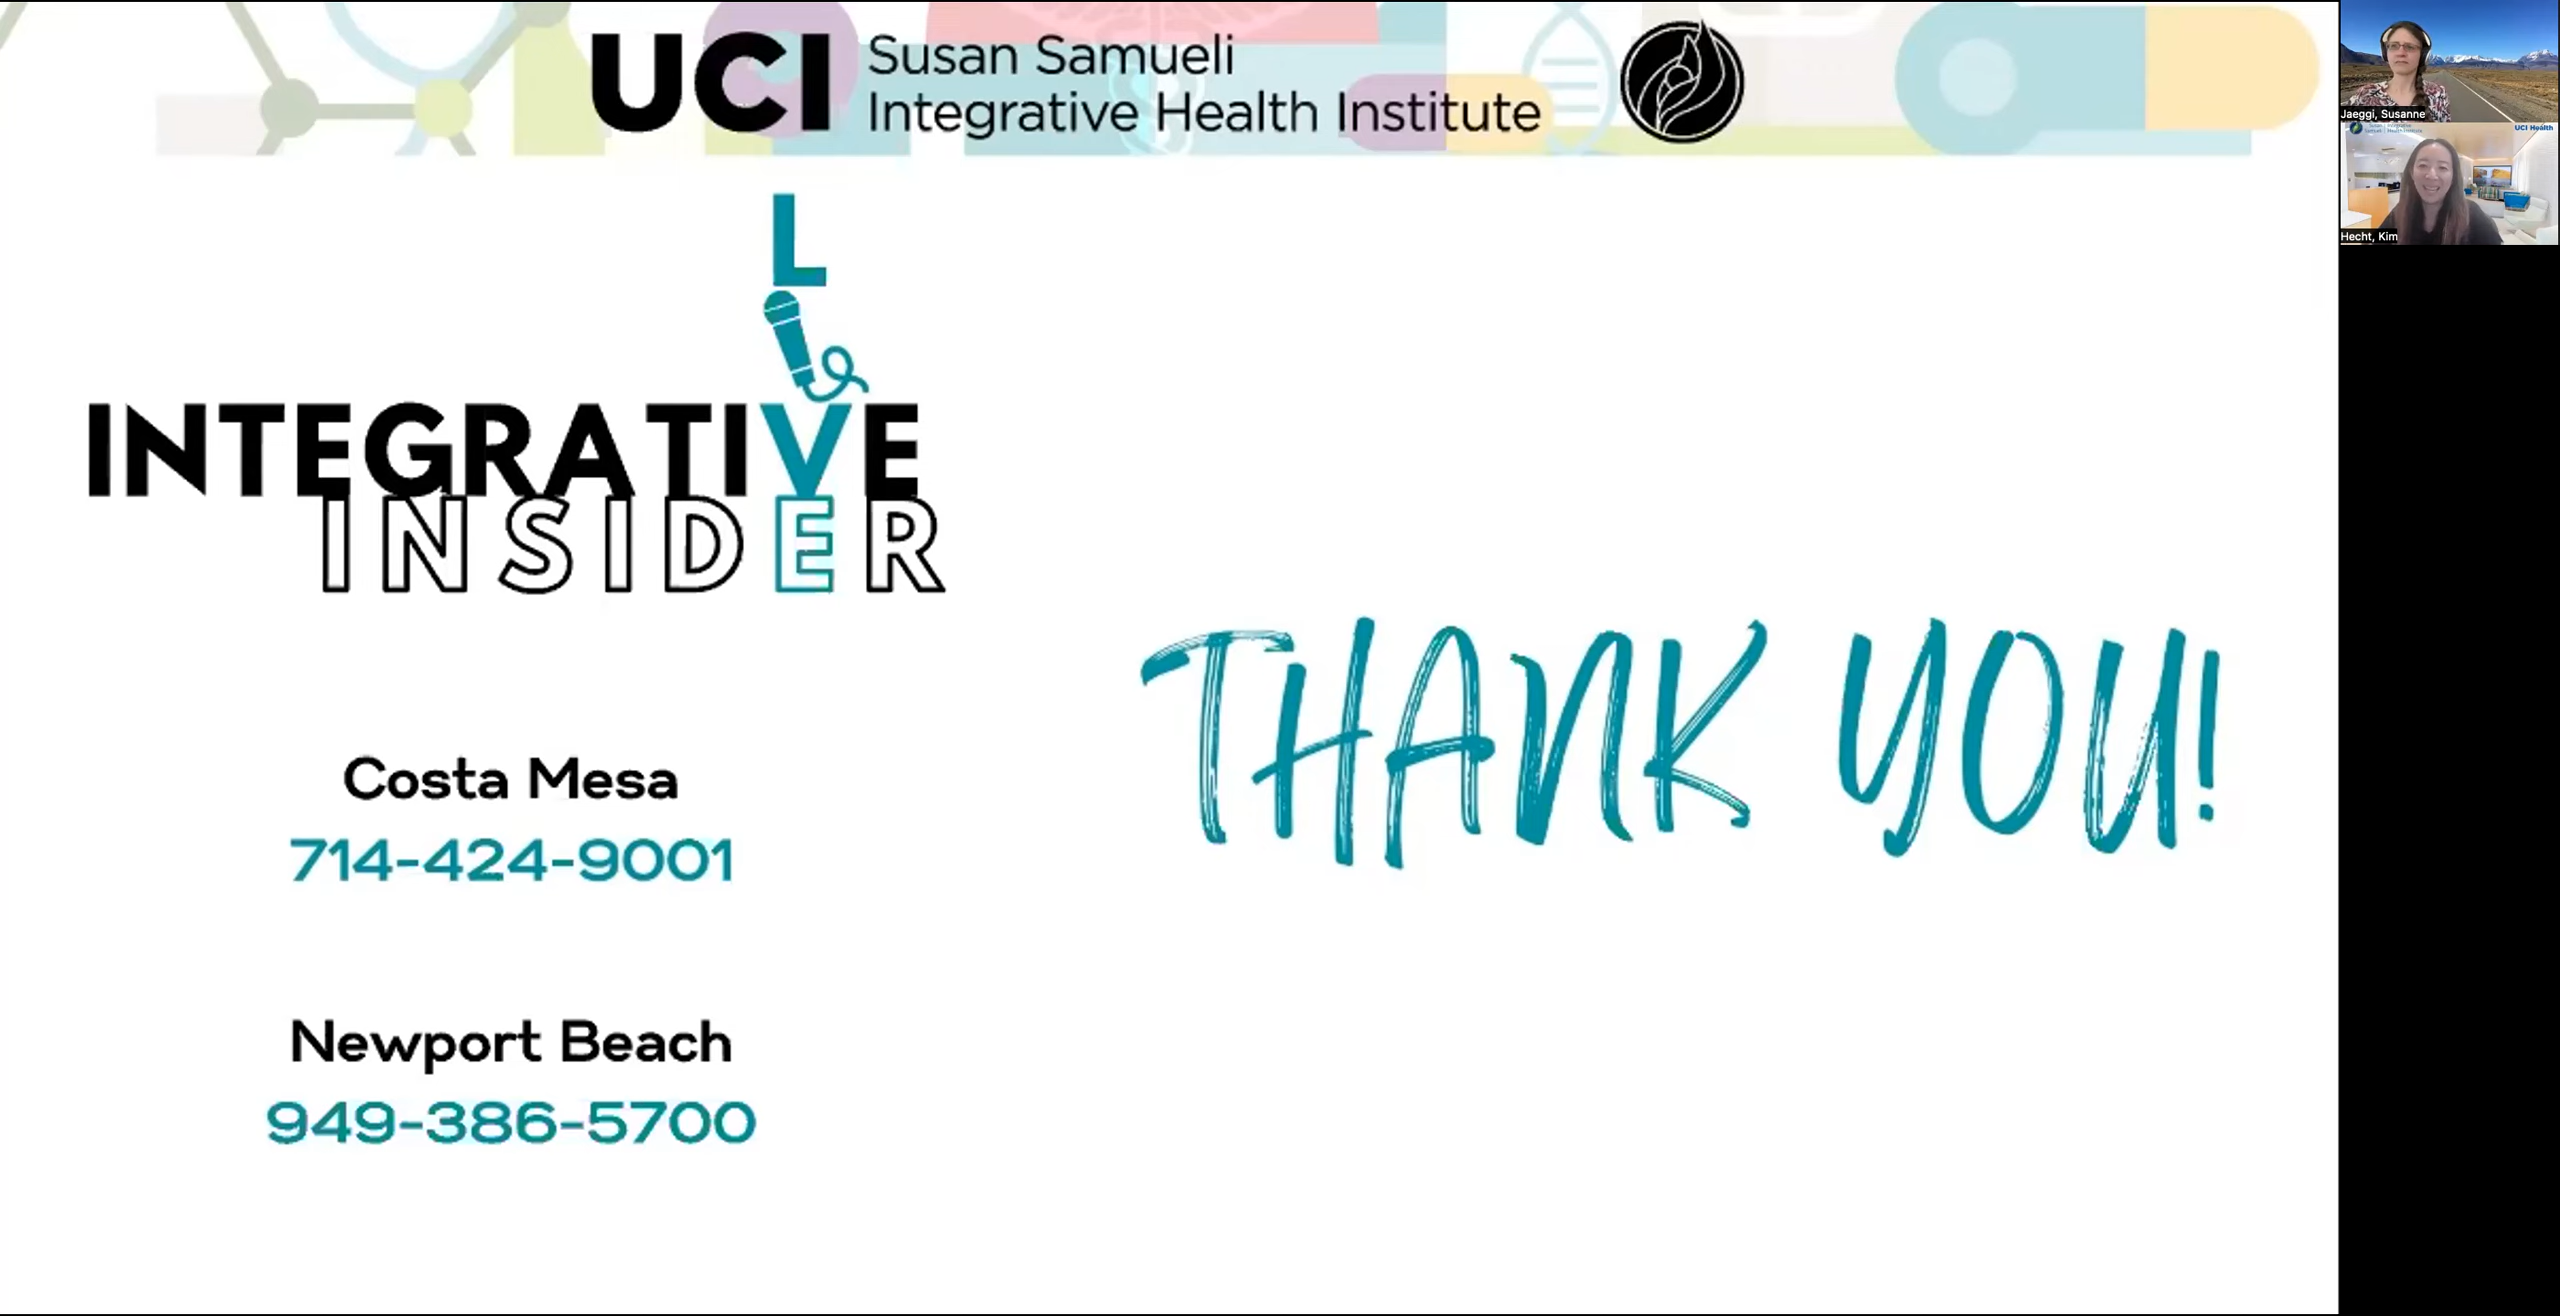 UCI Susan Samueli
Integrative Health Institute
L
INTEGRATIVE
INSIDER
Costa Mesa
714-424-9001
Newport Beach
949-386-5700
THANK YOU!
Jaeggi, Susanne
UCI Health
Hecht, Kim